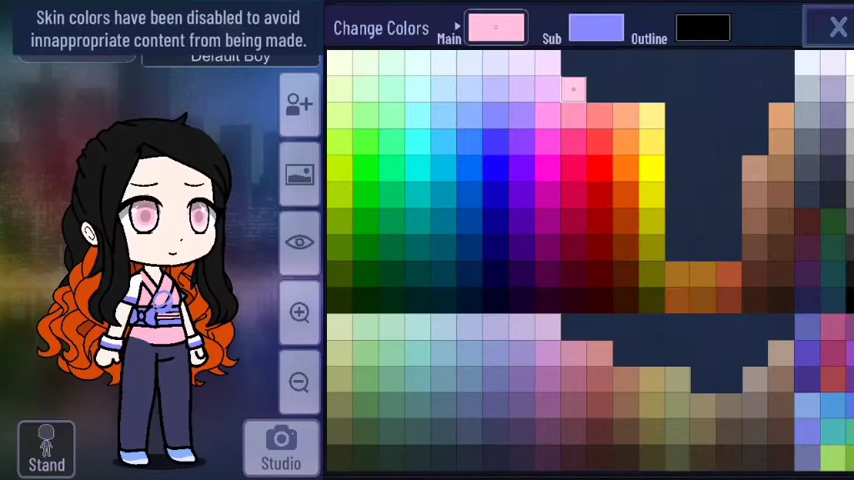 Skin colors have been disabled to avoid
innappropriate content from being made.
Default Boy
Change Colors
Main
Sub
Outline
X
Stand
Studio